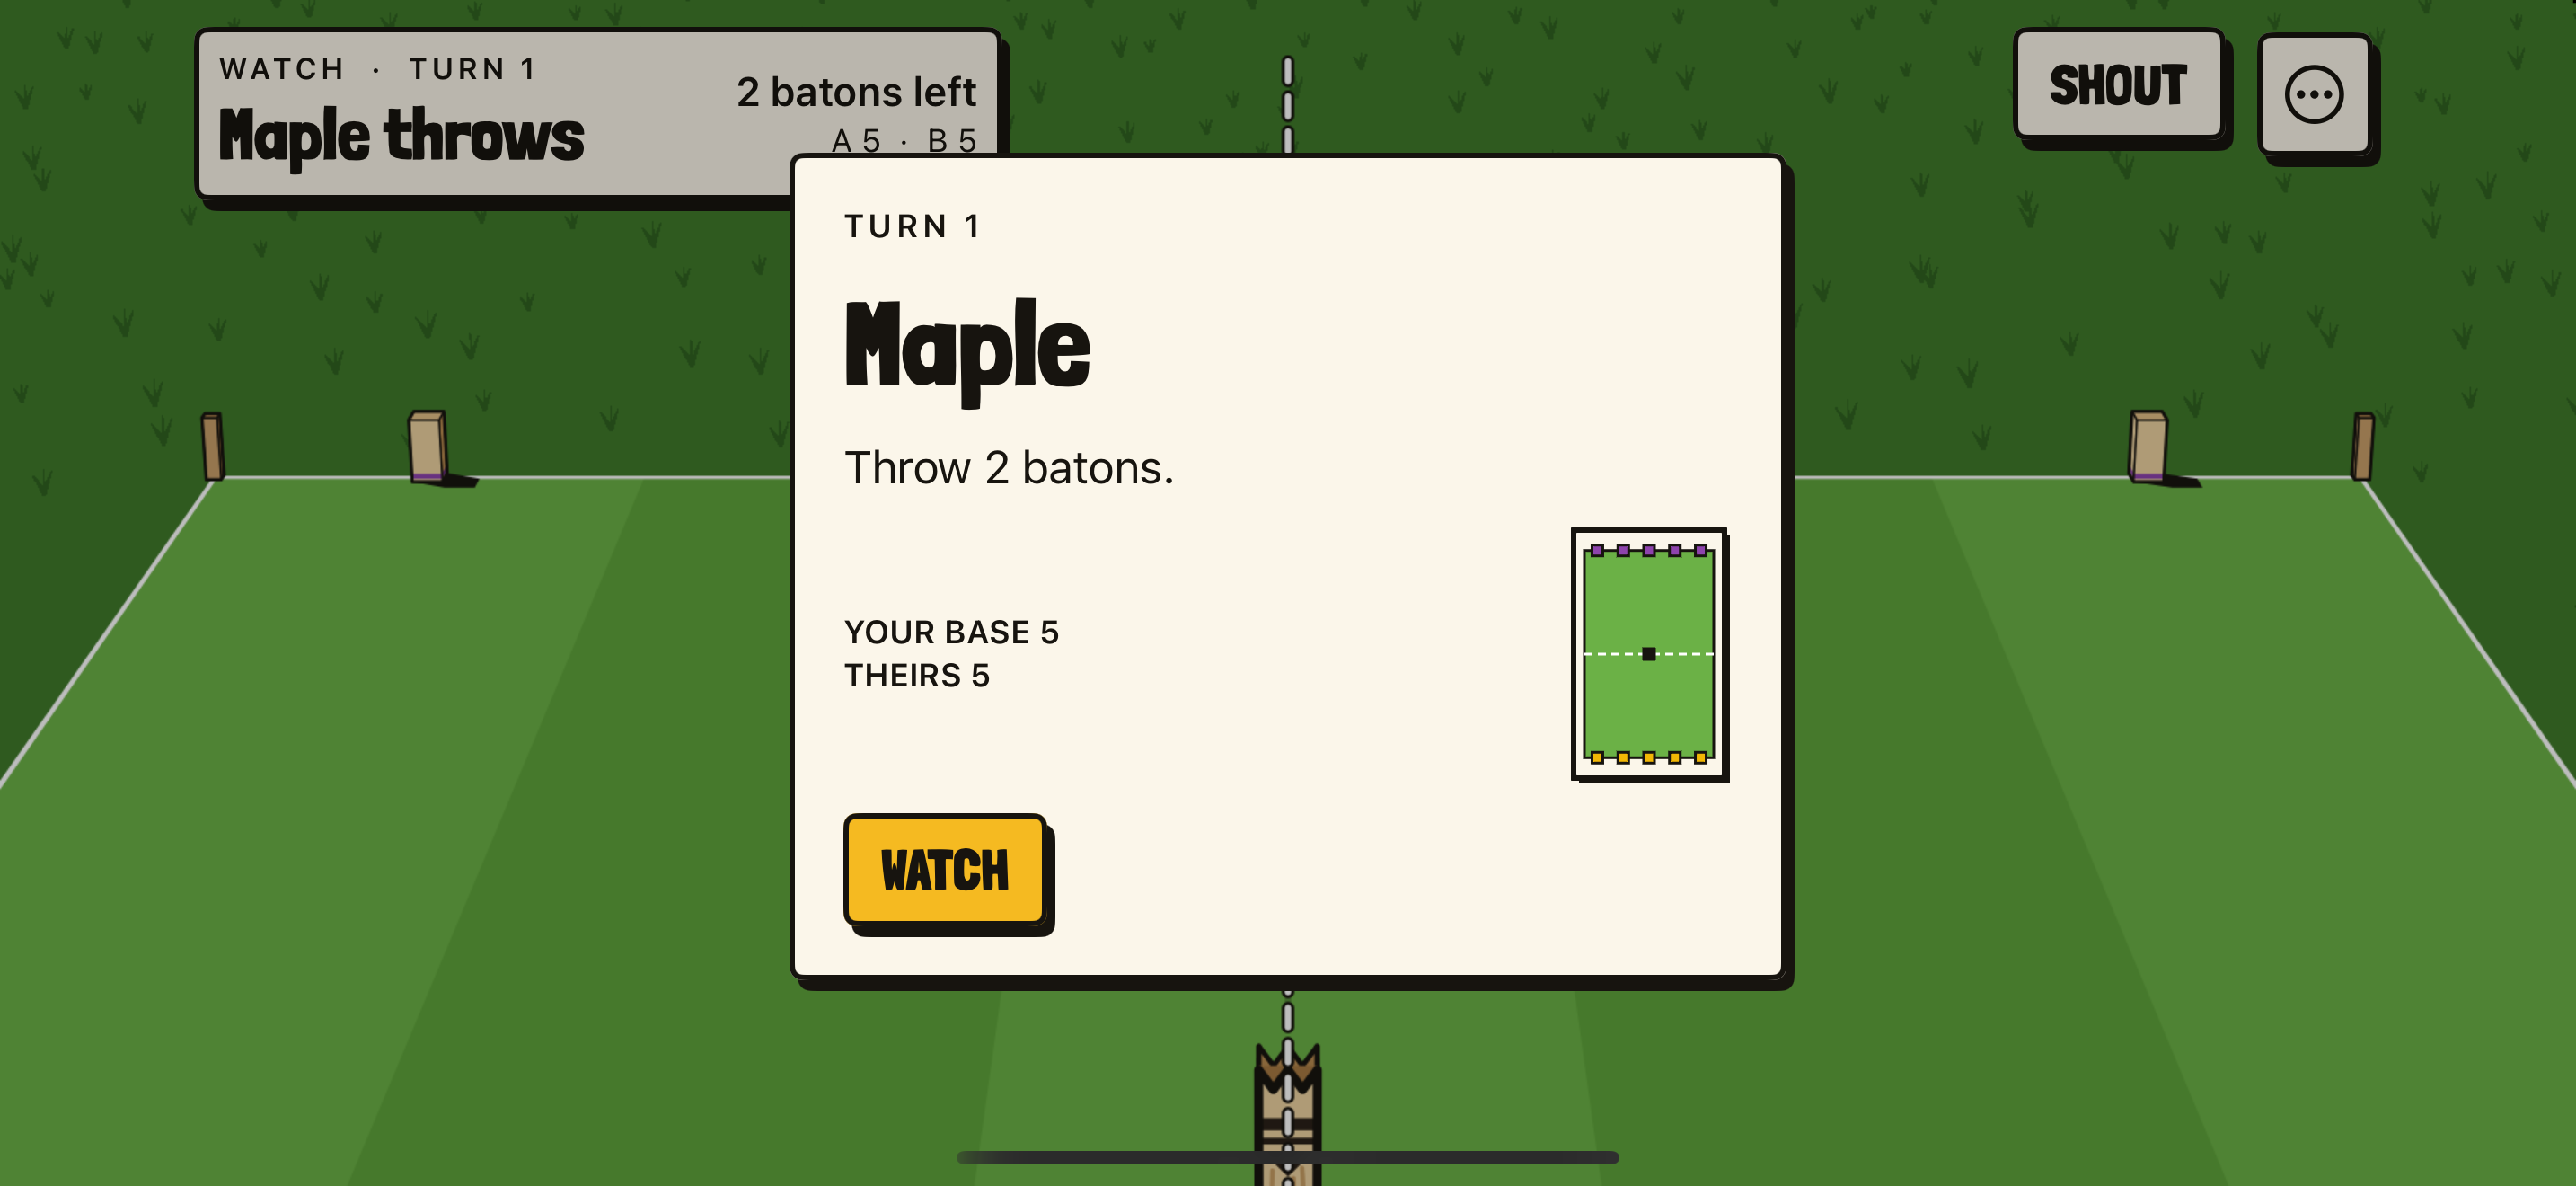 WATCH · TURN 1
Maple throws
2 batons left
A 5 · B 5
SHOUT
TURN 1
Maple
Throw 2 batons.
YOUR BASE 5
THEIRS 5
WATCH